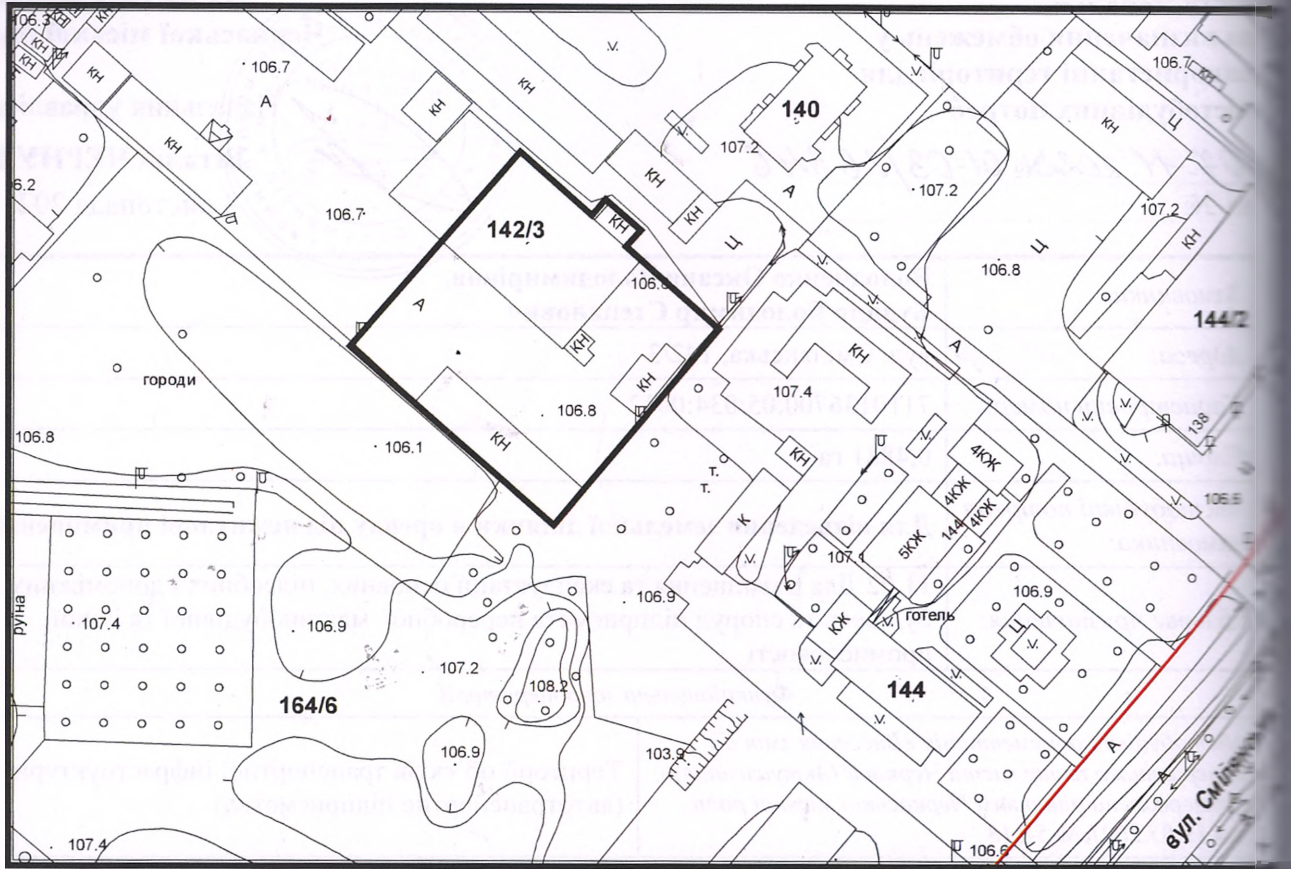 106.3
КН
КН
КН
КН
106.7
А
КН
КН
КН
V.
140
107.2
V.
А
КН
КН
Ц
107.2
106.7
КН
Ц
107.2
КН
106.2
106.7
142/3
КН
106.8
А
КН
КН
106.8
КН
V.
V.
Ц
106.8
А
144/2
КН
107.4
городи
106.8
106.1
т.
т.
КН
V.
4КЖ
4КЖ
4КЖ
5КЖ
144
V.
V.
V.
138
106.6
К
V.
107.1
106.9
готель
КЖ
V.
V.
V.
144
V.
106.9
Ц
V.
руна
107.4
106.9
107.2
108.2
164/6
106.9
103.9
107.4
106.6
А
А
вул. Смілянська